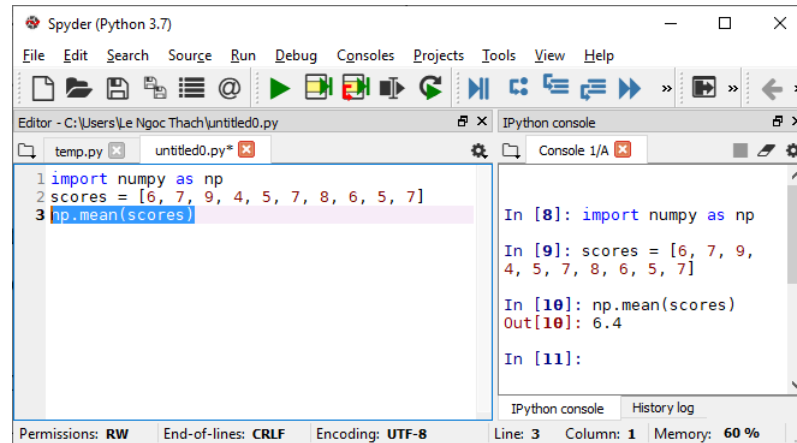 Spyder (Python 3.7)
File Edit Search Source Run Debug Consoles Projects Tools View Help
Editor - C:\Users\Le Ngoc Thach\untitled0.py
temp.py untitled0.py*
1 import numpy as np
2 scores = [6, 7, 9, 4, 5, 7, 8, 6, 5, 7]
3 np.mean(scores)
IPython console
Console 1/A
In [8]: import numpy as np
In [9]: scores = [6, 7, 9,
4, 5, 7, 8, 6, 5, 7]
In [10]: np.mean(scores)
Out[10]: 6.4
In [11]:
IPython console History log
Permissions: RW End-of-lines: CRLF Encoding: UTF-8 Line: 3 Column: 1 Memory: 60 %